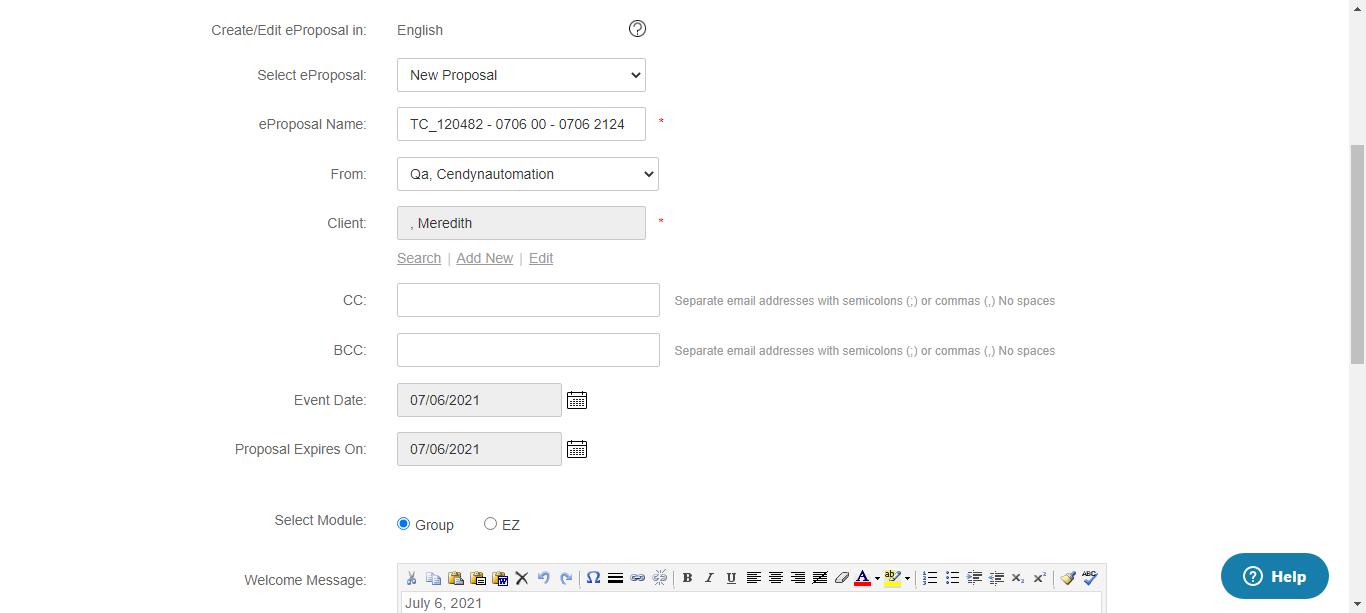 Create/Edit eProposal in: English
Select eProposal: New Proposal
eProposal Name: TC_120482 - 0706 00 - 0706 2124 *
From: Qa, Cendynautomation
Client: , Meredith *
Search | Add New | Edit
CC: Separate email addresses with semicolons (;) or commas (,) No spaces
BCC: Separate email addresses with semicolons (;) or commas (,) No spaces
Event Date: 07/06/2021
Proposal Expires On: 07/06/2021
Select Module: Group EZ
Welcome Message:
July 6, 2021
Help